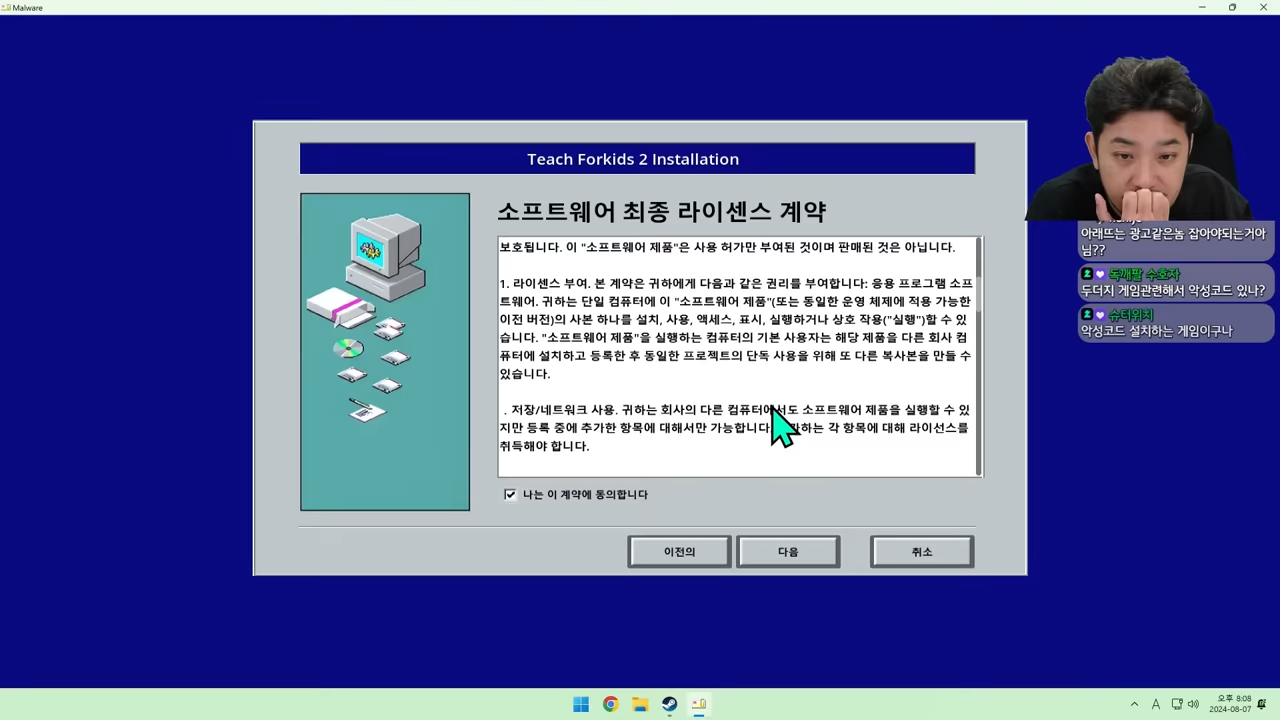 Malware
Teach Forkids 2 Installation
소프트웨어 최종 라이센스 계약
보호됩니다. 이 "소프트웨어 제품"은 사용 허가만 부여된 것이며 판매된 것은 아닙니다.
1. 라이센스 부여. 본 계약은 귀하에게 다음과 같은 권리를 부여합니다: 응용 프로그램 소프
트웨어. 귀하는 단일 컴퓨터에 이 "소프트웨어 제품"(또는 동일한 운영 체제에 적용 가능한
이전 버전)의 사본 하나를 설치, 사용, 액세스, 표시, 실행하거나 상호 작용("실행")할 수 있
습니다. "소프트웨어 제품"을 실행하는 컴퓨터의 기본 사용자는 해당 제품을 다른 회사 컴
퓨터에 설치하고 등록한 후 동일한 프로젝트의 단독 사용을 위해 또 다른 복사본을 만들 수
있습니다.
. 저장/네트워크 사용. 귀하는 회사의 다른 컴퓨터에서도 소프트웨어 제품을 실행할 수 있
지만 등록 중에 추가한 항목에 대해서만 가능합니다. 하는 각 항목에 대해 라이선스를
취득해야 합니다.
나는 이 계약에 동의합니다
이전의
다음
취소
아래뜨는 광고같은놈 잡아야되는거아
님??
2 독깨팔 수호자
두더지 게임관련해서 악성코드 있나?
2 슈터위치
악성코드 설치하는 게임이구나
A
오후 8:08
2024-08-07